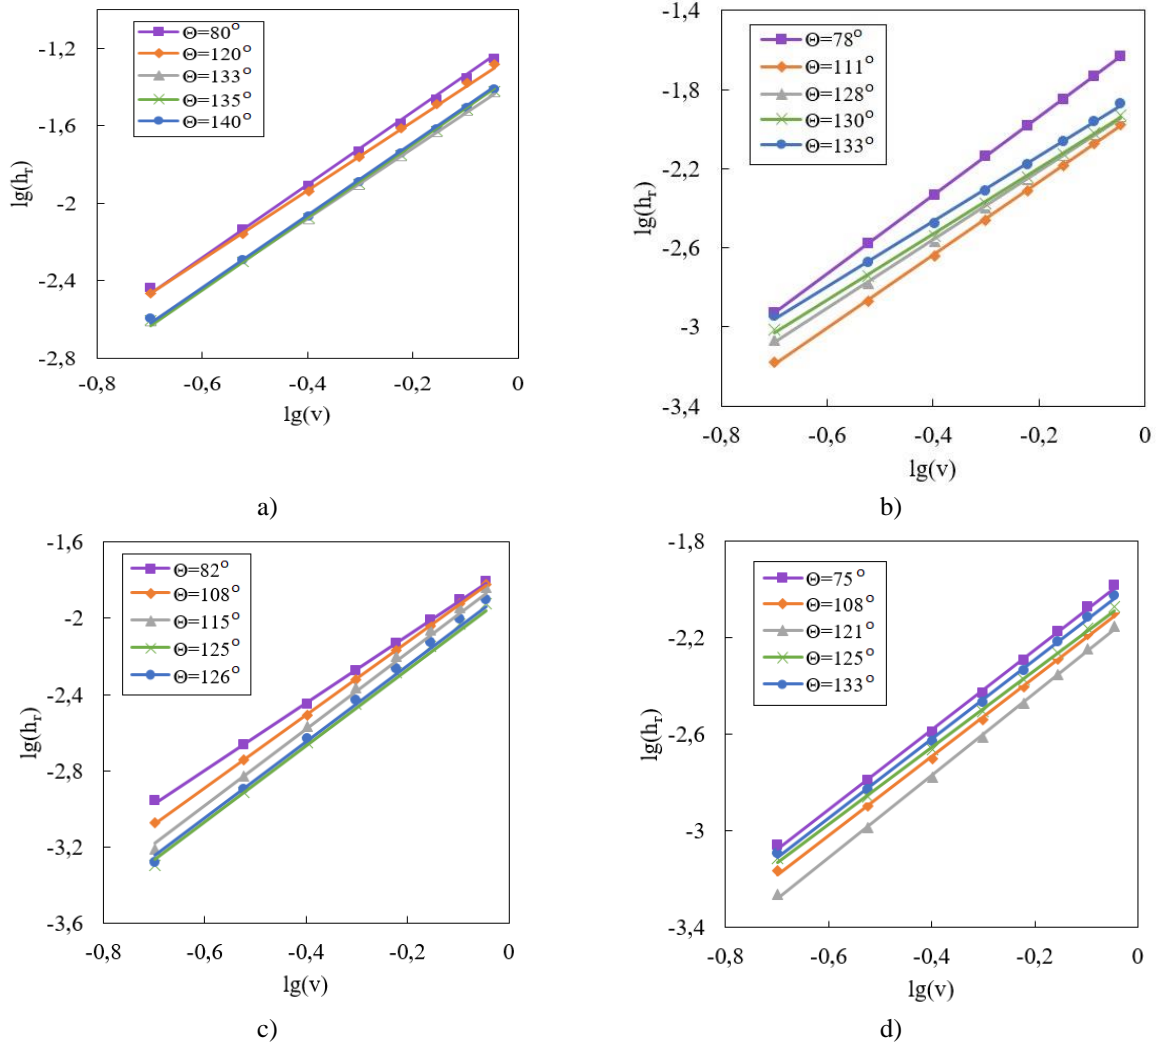 -1,2
-1,6
-2
-2,4
-2,8
lg(hᵣ)
Θ=80°
Θ=120°
Θ=133°
Θ=135°
Θ=140°
-0,8 -0,6 -0,4 -0,2 0
lg(v)
a)
-1,4
-1,8
-2,2
-2,6
-3
-3,4
lg(hᵣ)
Θ=78°
Θ=111°
Θ=128°
Θ=130°
Θ=133°
-0,8 -0,6 -0,4 -0,2 0
lg(v)
b)
-1,6
-2
-2,4
-2,8
-3,2
-3,6
lg(hᵣ)
Θ=82°
Θ=108°
Θ=115°
Θ=125°
Θ=126°
-0,8 -0,6 -0,4 -0,2 0
lg(v)
c)
-1,8
-2,2
-2,6
-3
-3,4
lg(hᵣ)
Θ=75°
Θ=108°
Θ=121°
Θ=125°
Θ=133°
-0,8 -0,6 -0,4 -0,2 0
lg(v)
d)